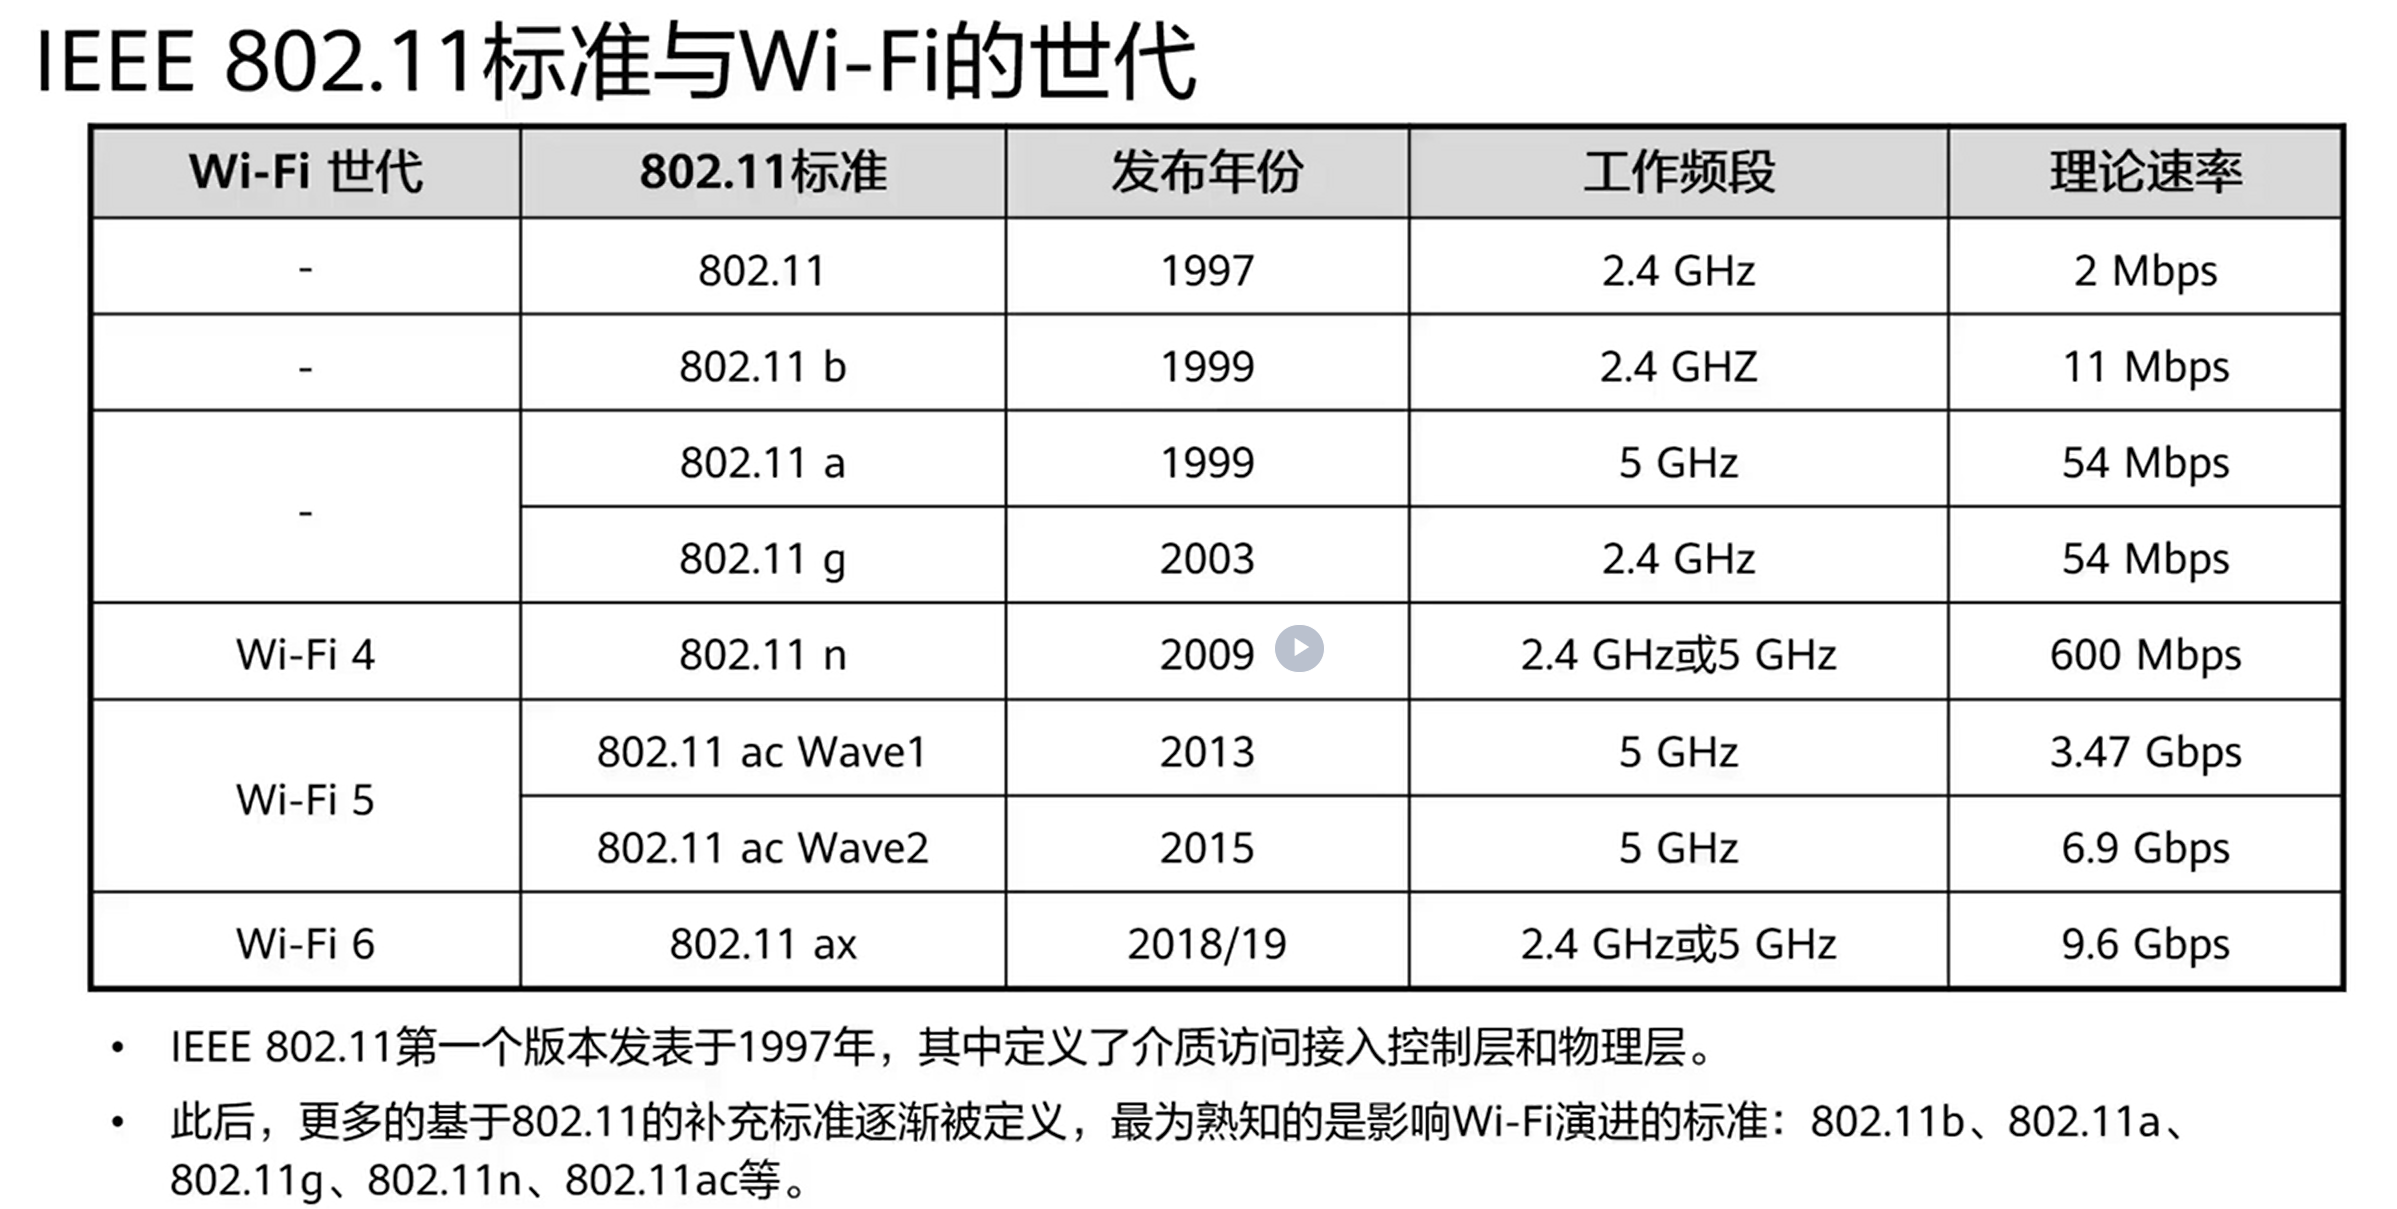 IEEE 802.11标准与Wi-Fi的世代
Wi-Fi 世代 802.11标准 发布年份 工作频段 理论速率
- 802.11 1997 2.4 GHz 2 Mbps
- 802.11 b 1999 2.4 GHZ 11 Mbps
- 802.11 a 1999 5 GHz 54 Mbps
802.11 g 2003 2.4 GHz 54 Mbps
Wi-Fi 4 802.11 n 2009 2.4 GHz或5 GHz 600 Mbps
Wi-Fi 5 802.11 ac Wave1 2013 5 GHz 3.47 Gbps
802.11 ac Wave2 2015 5 GHz 6.9 Gbps
Wi-Fi 6 802.11 ax 2018/19 2.4 GHz或5 GHz 9.6 Gbps
• IEEE 802.11第一个版本发表于1997年，其中定义了介质访问接入控制层和物理层。
• 此后，更多的基于802.11的补充标准逐渐被定义，最为熟知的是影响Wi-Fi演进的标准：802.11b、802.11a、
802.11g、802.11n、802.11ac等。